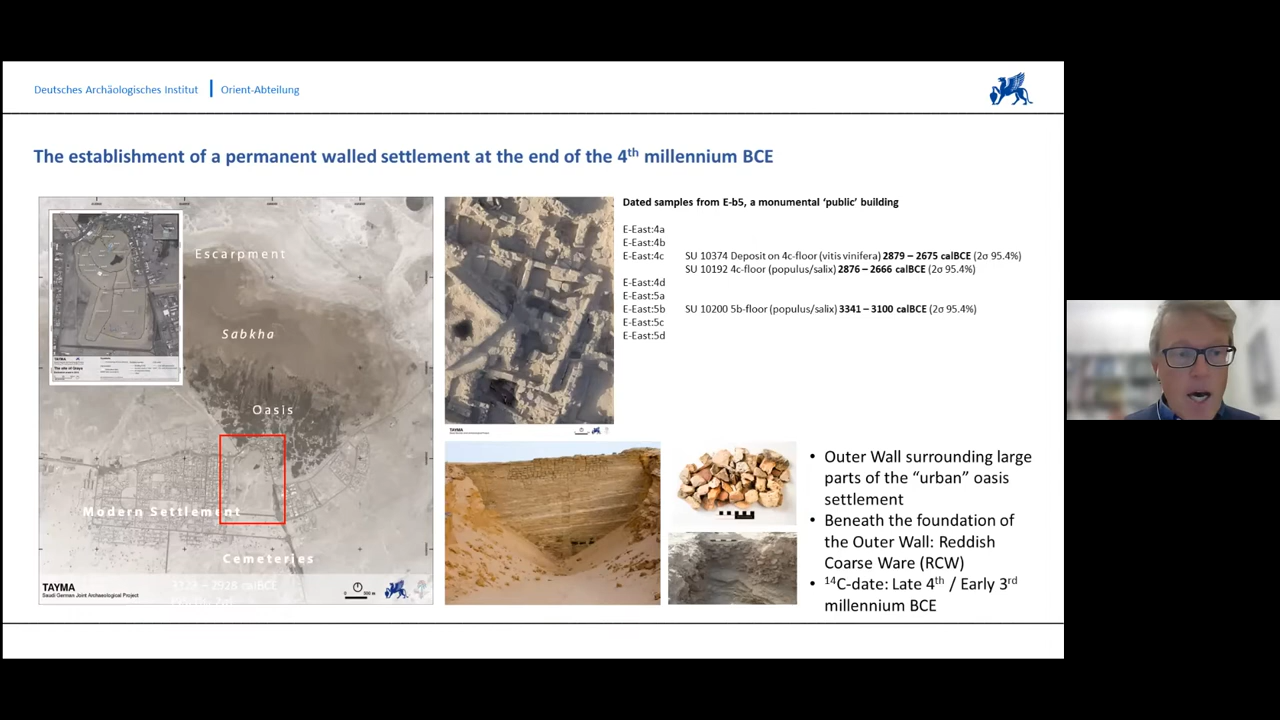 Deutsches Archäologisches Institut | Orient-Abteilung
The establishment of a permanent walled settlement at the end of the 4th millennium BCE
Escarpment
Sabkha
Oasis
Modern Settlement
Cemeteries
TAYMA
Saudi German Joint Archaeological Project
TAYMA
Dated samples from E-b5, a monumental ‘public’ building
E-East:4a
E-East:4b
E-East:4c SU 10374 Deposit on 4c-floor (vitis vinifera) 2879 – 2675 calBCE (2σ 95.4%)
SU 10192 4c-floor (populus/salix) 2876 – 2666 calBCE (2σ 95.4%)
E-East:4d
E-East:5a
E-East:5b SU 10200 5b-floor (populus/salix) 3341 – 3100 calBCE (2σ 95.4%)
E-East:5c
E-East:5d
• Outer Wall surrounding large
parts of the “urban” oasis
settlement
• Beneath the foundation of
the Outer Wall: Reddish
Coarse Ware (RCW)
• 14C-date: Late 4th / Early 3rd
millennium BCE